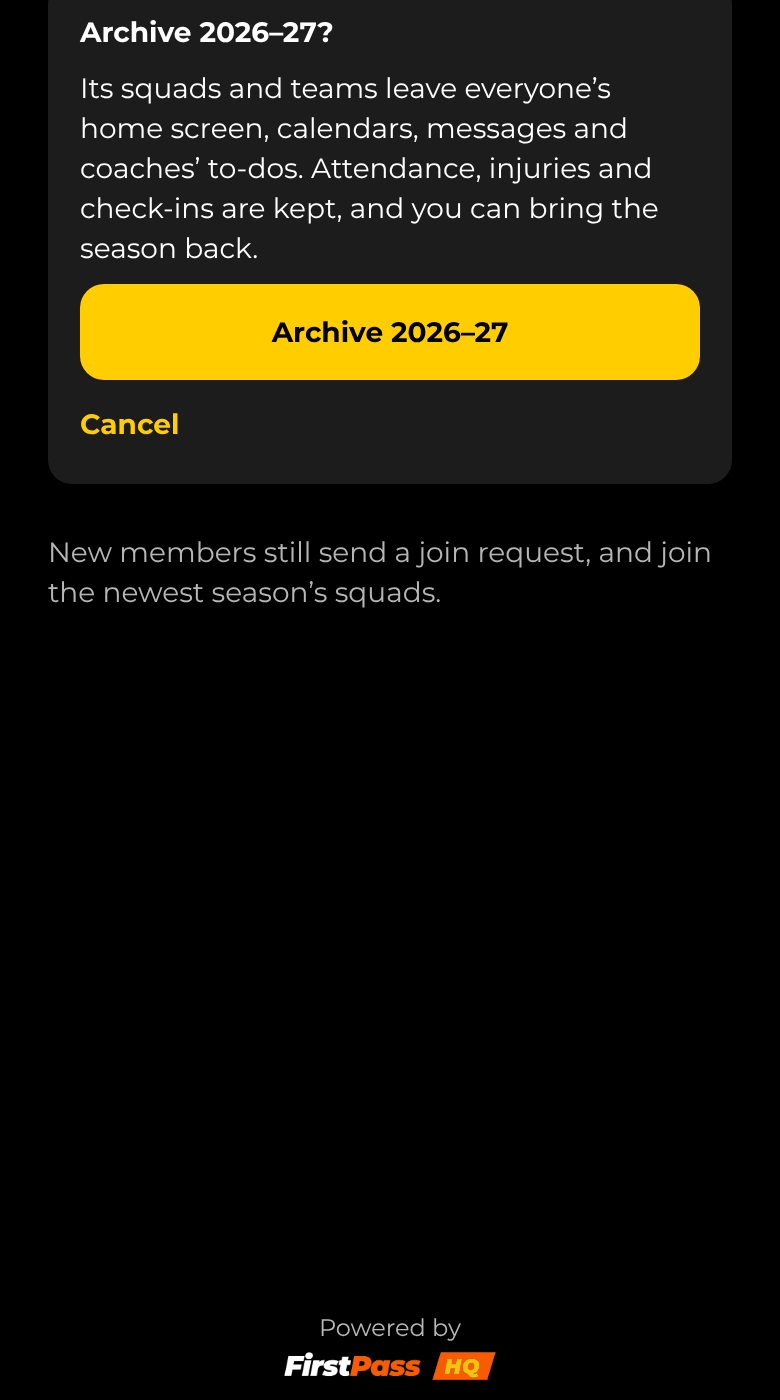 Archive 2026–27?
Its squads and teams leave everyone’s
home screen, calendars, messages and
coaches’ to-dos. Attendance, injuries and
check-ins are kept, and you can bring the
season back.
Archive 2026–27
Cancel
New members still send a join request, and join
the newest season’s squads.
Powered by
FirstPass HQ